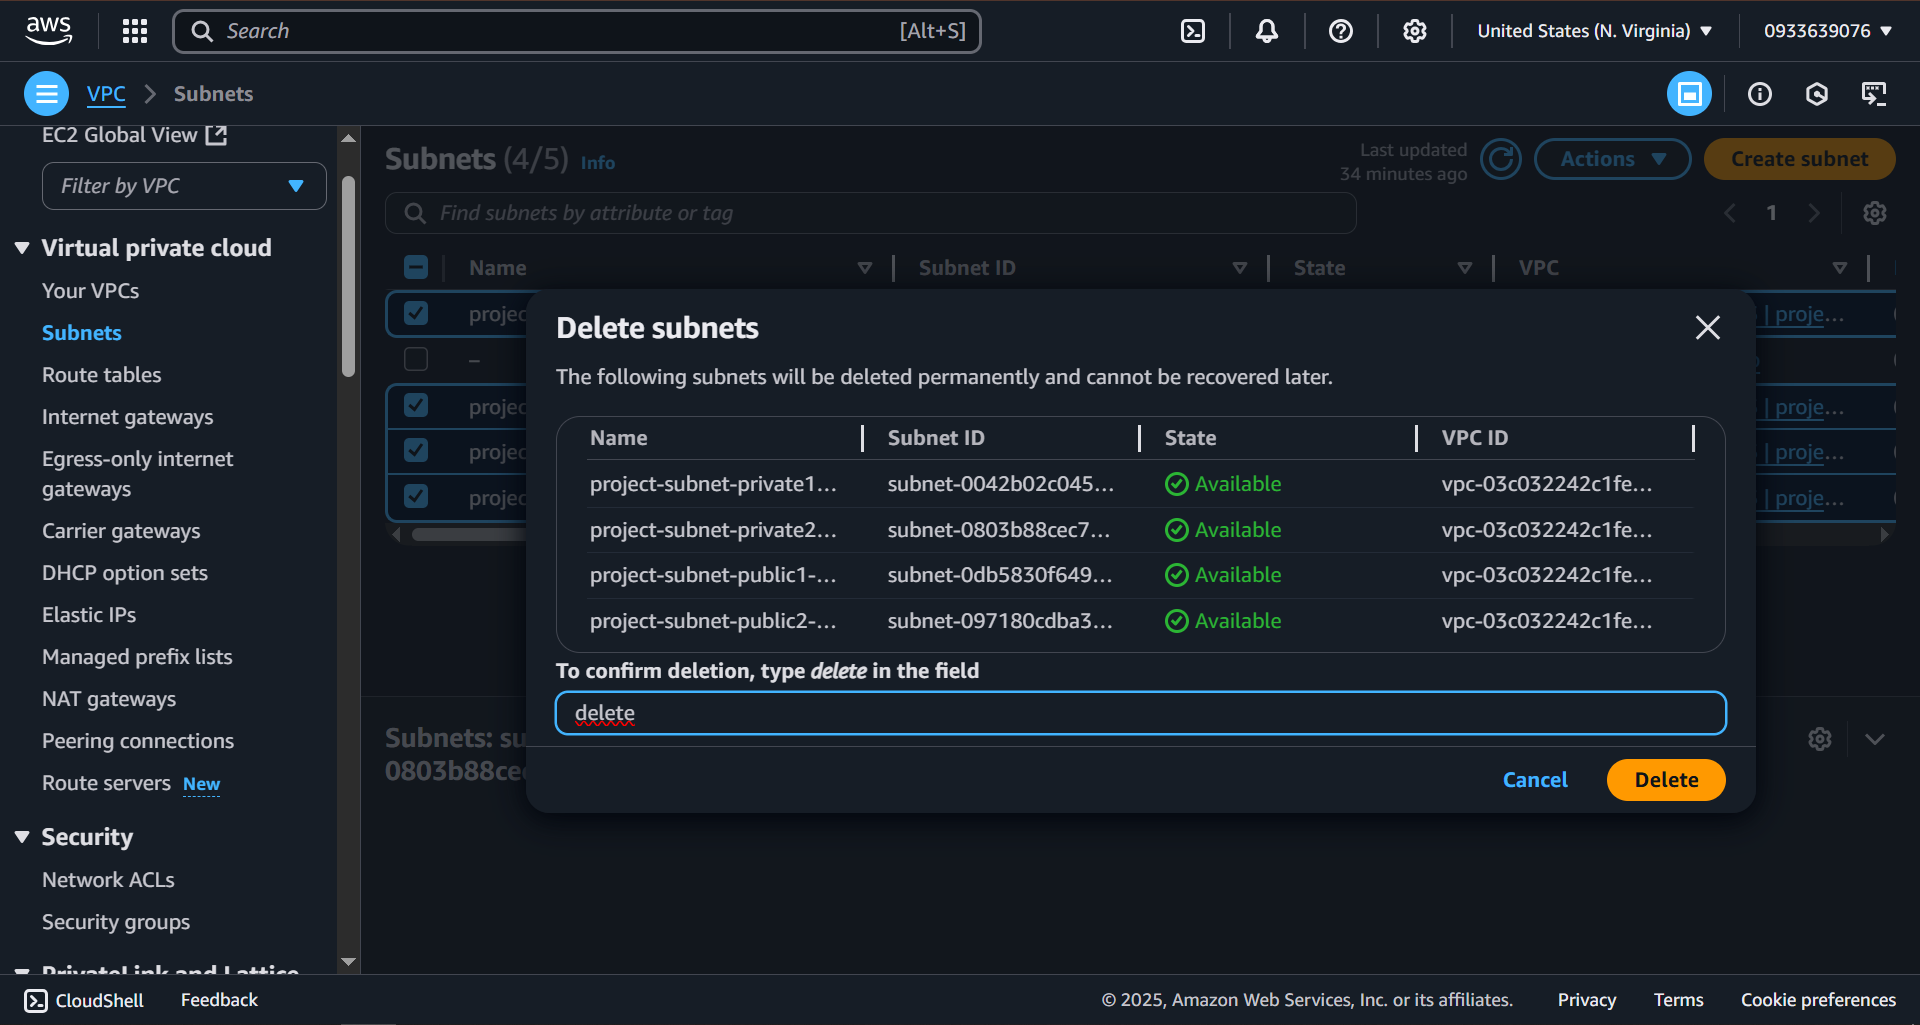 aws
Search [Alt+S]
United States (N. Virginia)
0933639076
VPC
Subnets
EC2 Global View
Filter by VPC
Virtual private cloud
Your VPCs
Subnets
Route tables
Internet gateways
Egress-only internet
gateways
Carrier gateways
DHCP option sets
Elastic IPs
Managed prefix lists
NAT gateways
Peering connections
Route servers New
Security
Network ACLs
Security groups
PrivateLink and Lattice
Subnets (4/5) Info
Last updated
34 minutes ago
Actions
Create subnet
Find subnets by attribute or tag
1
Name Subnet ID State VPC
projec | proje...
–
projec | proje...
projec | proje...
projec | proje...
Delete subnets
The following subnets will be deleted permanently and cannot be recovered later.
Name Subnet ID State VPC ID
project-subnet-private1... subnet-0042b02c045... Available vpc-03c032242c1fe...
project-subnet-private2... subnet-0803b88cec7... Available vpc-03c032242c1fe...
project-subnet-public1-... subnet-0db5830f649... Available vpc-03c032242c1fe...
project-subnet-public2-... subnet-097180cdba3... Available vpc-03c032242c1fe...
To confirm deletion, type delete in the field
delete
Cancel
Delete
Subnets: su
0803b88cec
CloudShell
Feedback
© 2025, Amazon Web Services, Inc. or its affiliates.
Privacy
Terms
Cookie preferences